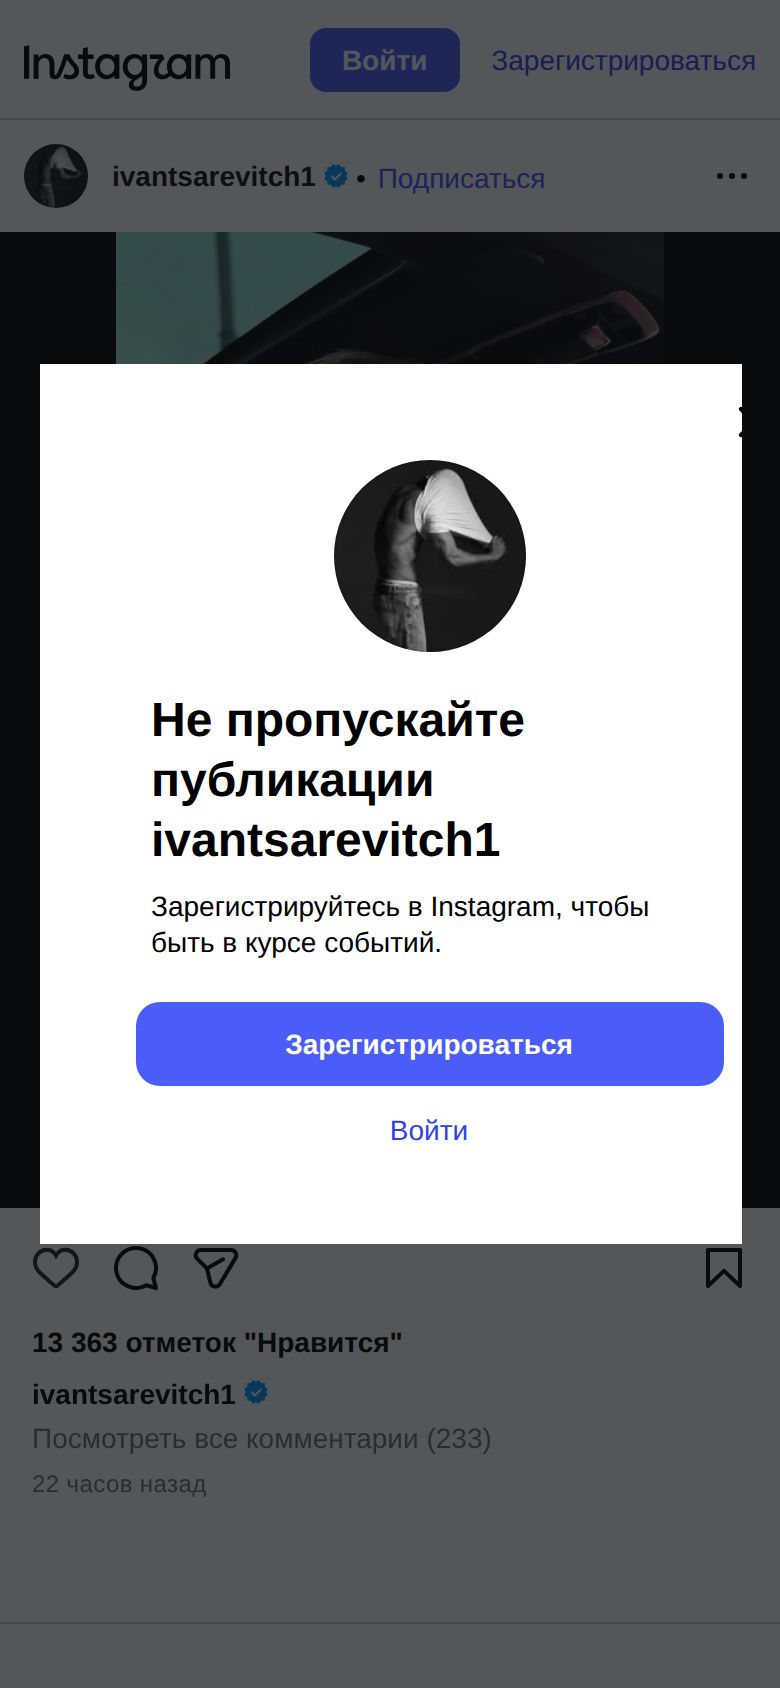 Instagram
Войти
Зарегистрироваться
ivantsarevitch1 • Подписаться
Не пропускайте
публикации
ivantsarevitch1
Зарегистрируйтесь в Instagram, чтобы
быть в курсе событий.
Зарегистрироваться
Войти
13 363 отметок "Нравится"
ivantsarevitch1
Посмотреть все комментарии (233)
22 часов назад